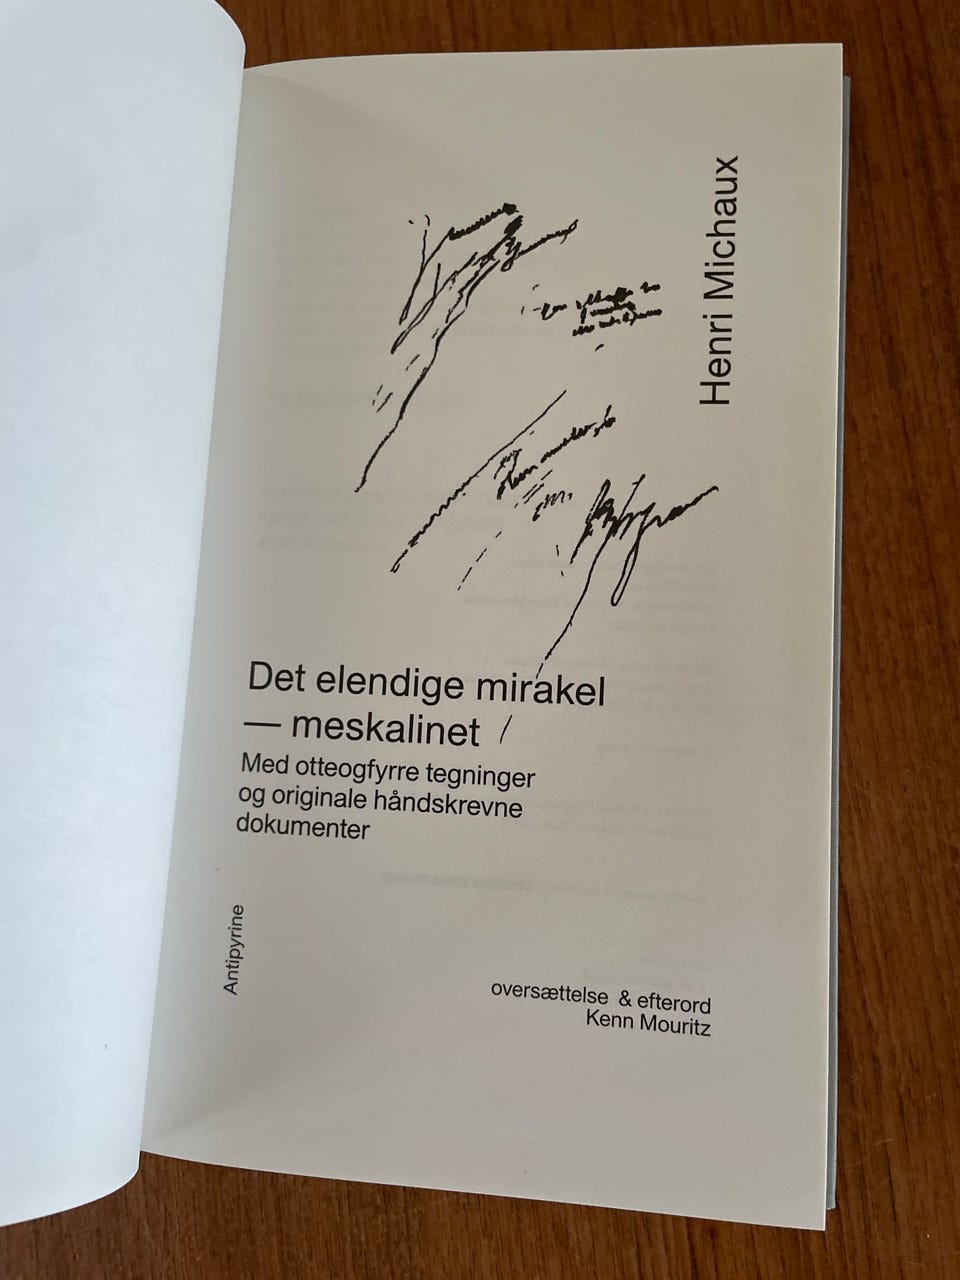 Henri Michaux
Det elendige mirakel
— meskalinet
Med otteogfyrre tegninger
og originale håndskrevne
dokumenter
Antipyrine
oversættelse & efterord
Kenn Mouritz